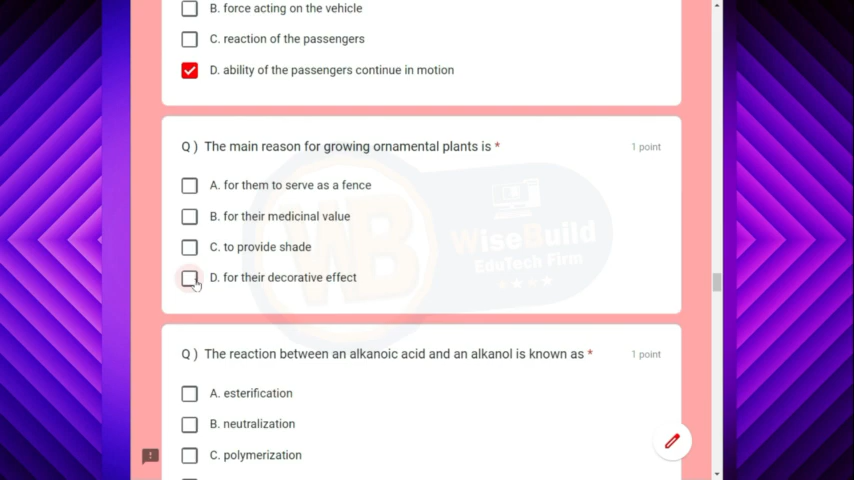 B. force acting on the vehicle
C. reaction of the passengers
D. ability of the passengers continue in motion
Q ) The main reason for growing ornamental plants is * 1 point
A. for them to serve as a fence
B. for their medicinal value
C. to provide shade
D. for their decorative effect
WB
WiseBuild
EduTech Firm
Q ) The reaction between an alkanoic acid and an alkanol is known as * 1 point
A. esterification
B. neutralization
C. polymerization